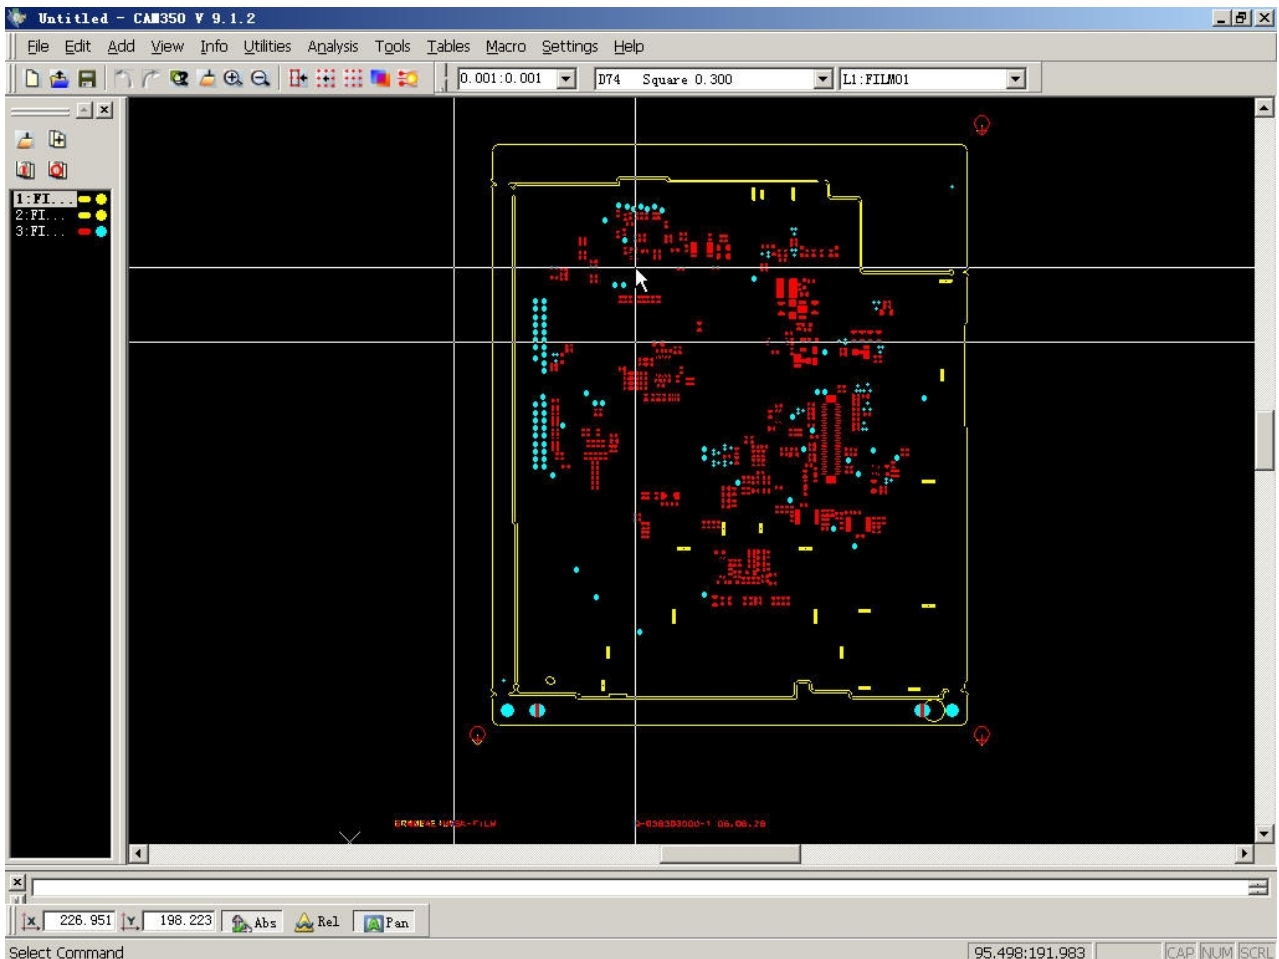 Untitled - CAM350 V 9.1.2
File Edit Add View Info Utilities Analysis Tools Tables Macro Settings Help
0.001:0.001 D74 Square 0.300 L1:FILM01
1:FI...
2:FI...
3:FI...
X 226.951 Y 198.223 Abs Rel Pan
Select Command 95.498:191.983 CAP NUM SCRL